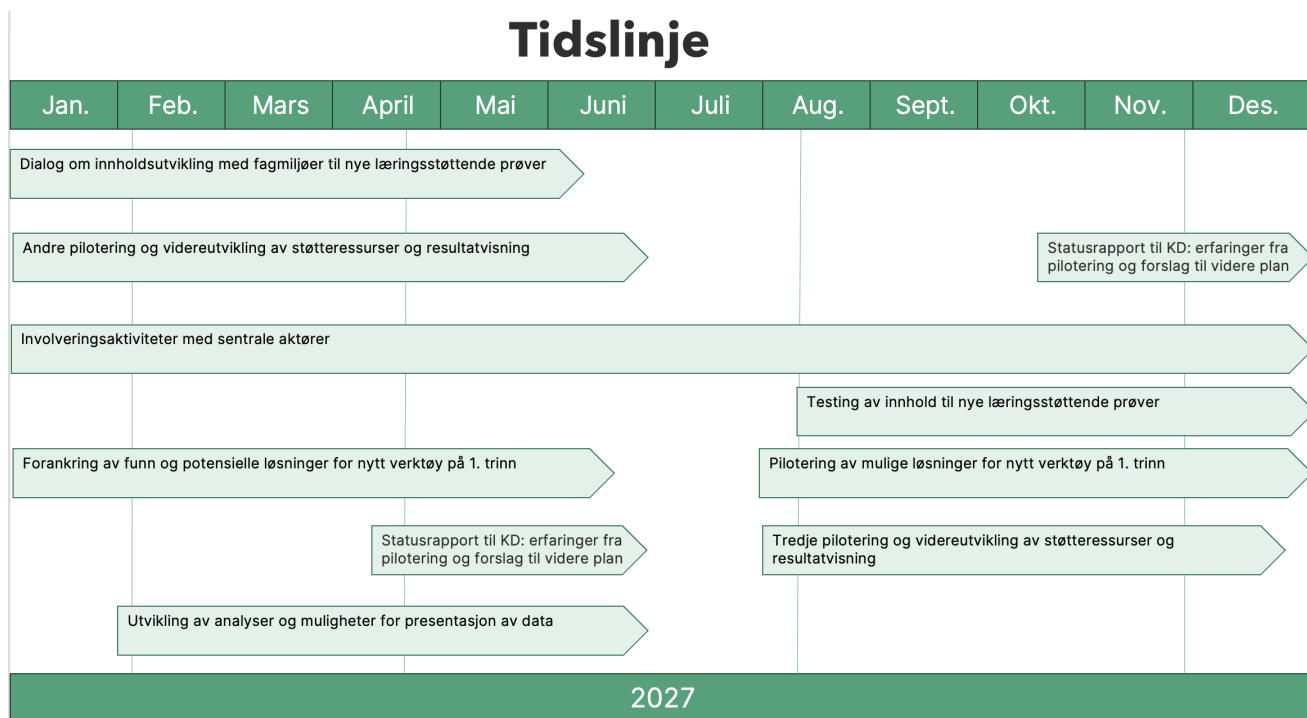 Tidslinje
Jan. Feb. Mars April Mai Juni Juli Aug. Sept. Okt. Nov. Des.
Dialog om innholdsutvikling med fagmiljøer til nye læringsstøttende prøver
Andre pilotering og videreutvikling av støtteressurser og resultatvisning
Statusrapport til KD: erfaringer fra
pilotering og forslag til videre plan
Involveringsaktiviteter med sentrale aktører
Testing av innhold til nye læringsstøttende prøver
Forankring av funn og potensielle løsninger for nytt verktøy på 1. trinn
Pilotering av mulige løsninger for nytt verktøy på 1. trinn
Statusrapport til KD: erfaringer fra
pilotering og forslag til videre plan
Tredje pilotering og videreutvikling av støtteressurser og
resultatvisning
Utvikling av analyser og muligheter for presentasjon av data
2027